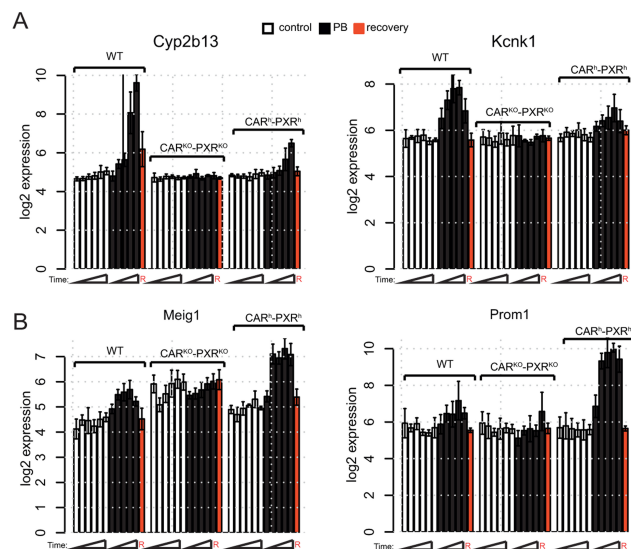 A
control PB recovery
Cyp2b13
Kcnk1
log2 expression
0 2 4 6 8 10
WT
CARᴷᴼ-PXRᴷᴼ
CARʰ-PXRʰ
Time:
R
R
R
log2 expression
0 2 4 6 8
WT
CARᴷᴼ-PXRᴷᴼ
CARʰ-PXRʰ
R
R
R
B
Meig1
Prom1
log2 expression
0 1 2 3 4 5 6 7
WT
CARᴷᴼ-PXRᴷᴼ
CARʰ-PXRʰ
Time:
R
R
R
log2 expression
0 2 4 6 8 10
WT
CARᴷᴼ-PXRᴷᴼ
CARʰ-PXRʰ
Time:
R
R
R